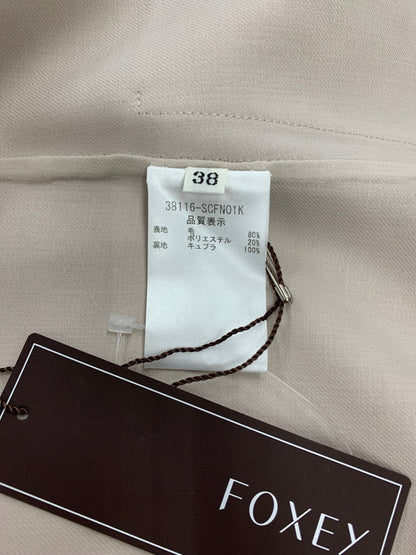 38
38116-SCFN01K
品質表示
表地 毛 80%
ポリエステル 20%
裏地 キュプラ 100%
FOXEY